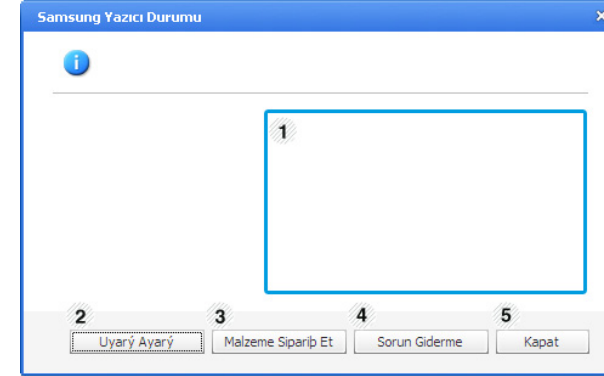 Samsung Yazıcı Durumu
1
2 3 4 5
Uyarý Ayarý Malzeme Sipariþ Et Sorun Giderme Kapat